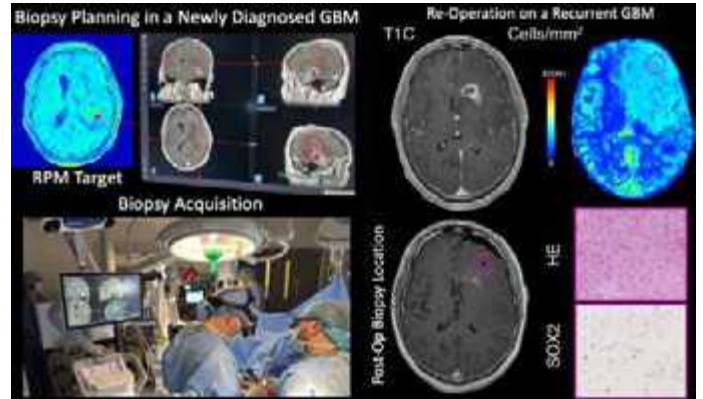 Biopsy Planning in a Newly Diagnosed GBM
RPM Target
Biopsy Acquisition
Re-Operation on a Recurrent GBM
T1C
Cells/mm²
Post-Op Biopsy Location
HE
SOX2